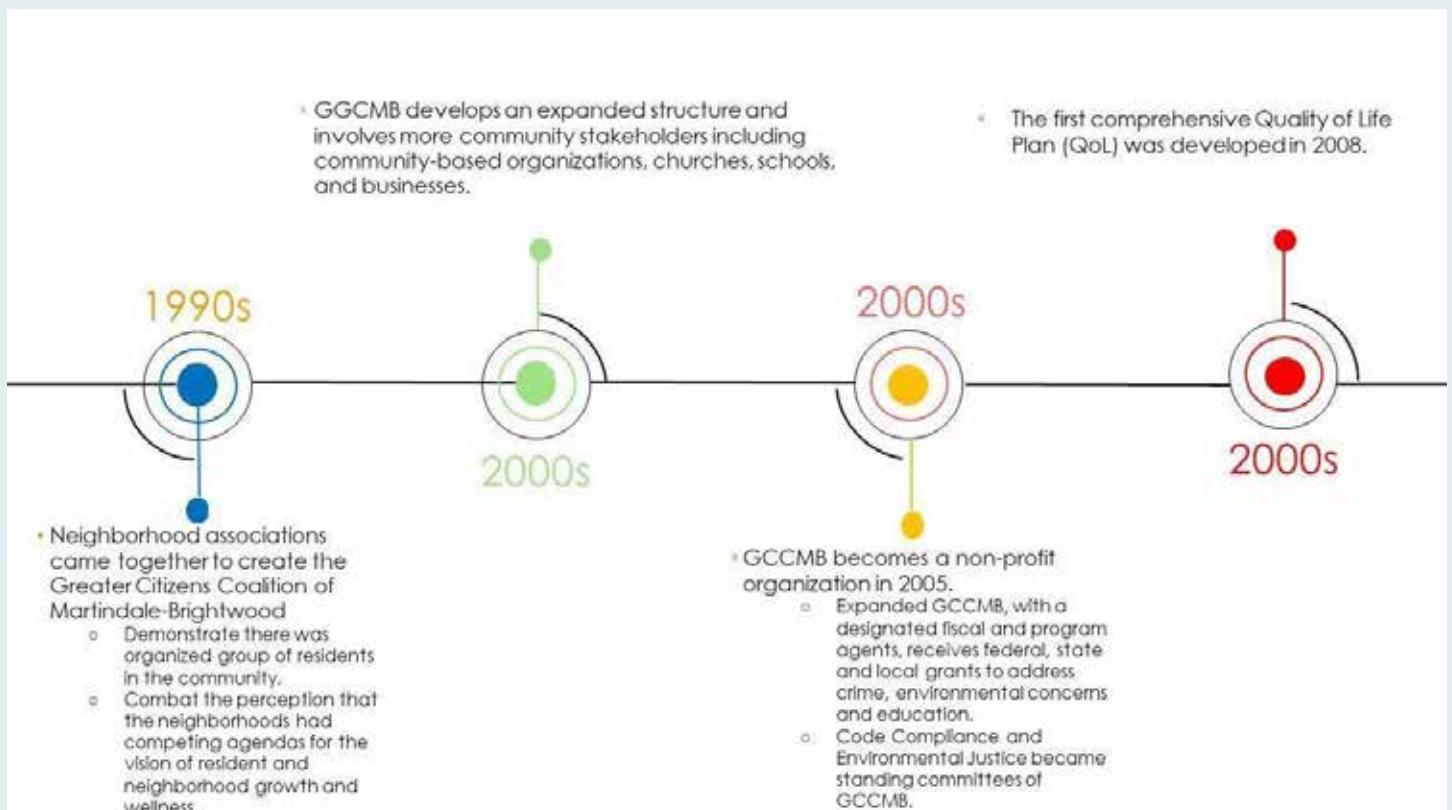 GGCMB develops an expanded structure and
involves more community stakeholders including
community-based organizations, churches, schools,
and businesses.
The first comprehensive Quality of Life
Plan (QoL) was developed in 2008.
1990s
2000s
2000s
2000s
Neighborhood associations
came together to create the
Greater Citizens Coalition of
Martindale-Brightwood
Demonstrate there was
organized group of residents
in the community.
Combat the perception that
the neighborhoods had
competing agendas for the
vision of resident and
neighborhood growth and
wellness.
GCCMB becomes a non-profit
organization in 2005.
Expanded GCCMB, with a
designated fiscal and program
agents, receives federal, state
and local grants to address
crime, environmental concerns
and education.
Code Compliance and
Environmental Justice became
standing committees of
GCCMB.